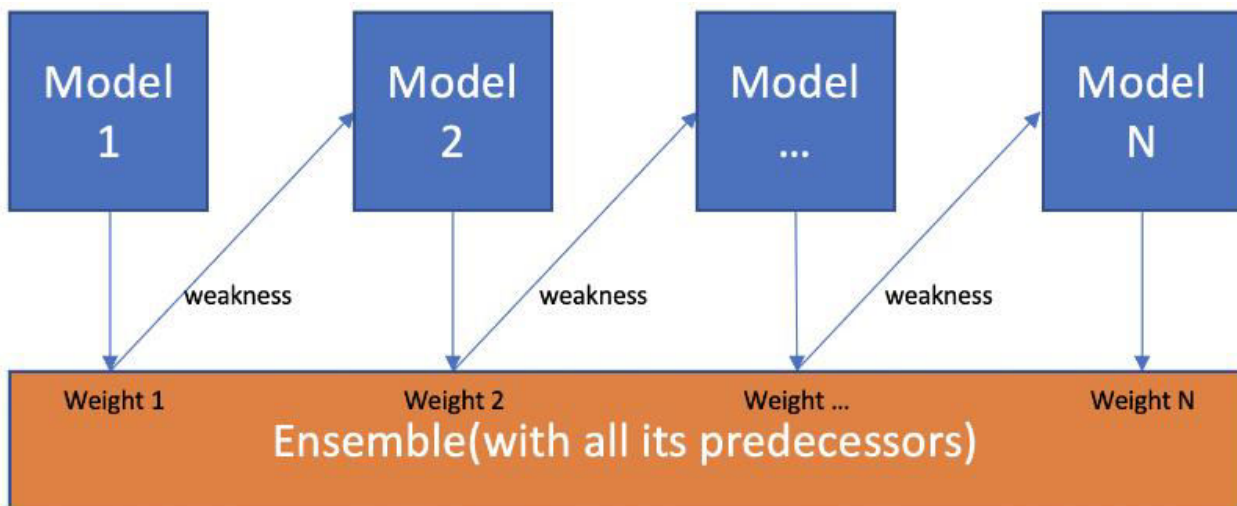 Model
1
Model
2
Model
...
Model
N
weakness
weakness
weakness
Weight 1
Weight 2
Weight ...
Weight N
Ensemble(with all its predecessors)